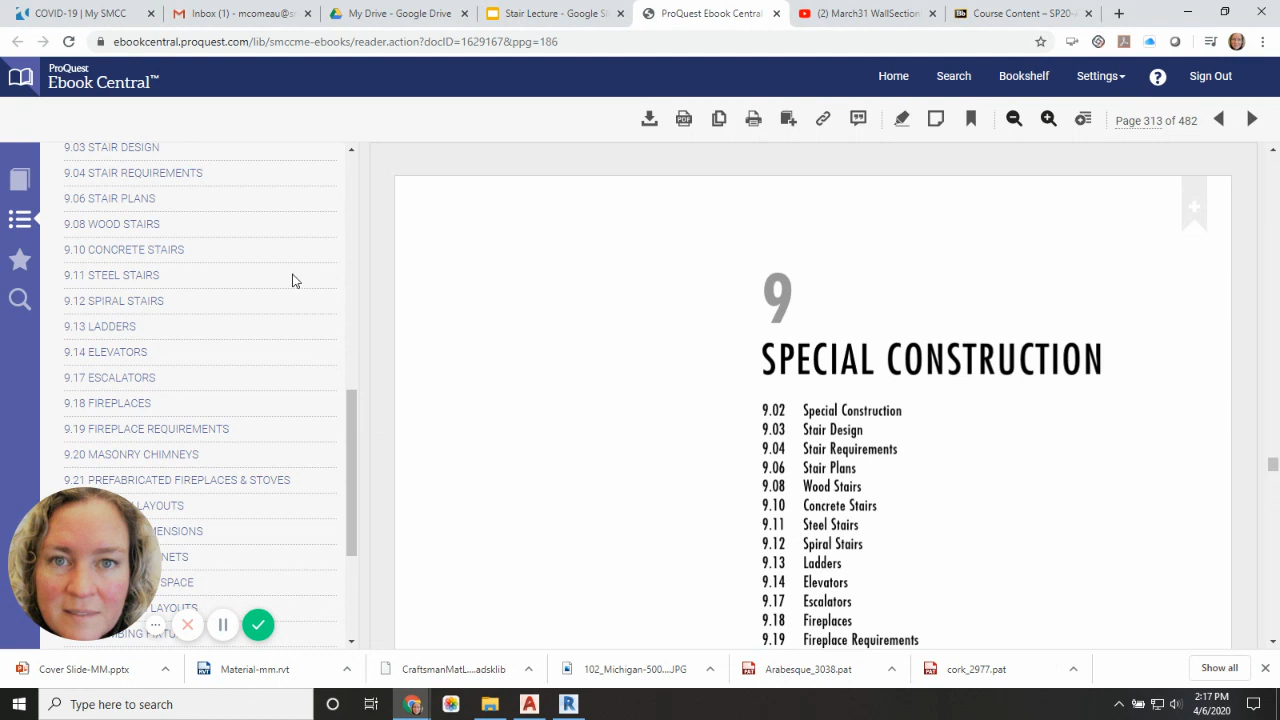 COVID-19 | My SMCC
Inbox (1) - mcomeau@s
My Drive - Google Drive
Stair Lecture - Google Sl
ProQuest Ebook Central
(2) March31 WallSection
Course Content – SP20-
ebookcentral.proquest.com/lib/smccme-ebooks/reader.action?docID=1629167&ppg=186
ProQuest
Ebook Central™
Home
Search
Bookshelf
Settings
Sign Out
Page 313 of 482
9.03 STAIR DESIGN
9.04 STAIR REQUIREMENTS
9.06 STAIR PLANS
9.08 WOOD STAIRS
9.10 CONCRETE STAIRS
9.11 STEEL STAIRS
9.12 SPIRAL STAIRS
9.13 LADDERS
9.14 ELEVATORS
9.17 ESCALATORS
9.18 FIREPLACES
9.19 FIREPLACE REQUIREMENTS
9.20 MASONRY CHIMNEYS
9.21 PREFABRICATED FIREPLACES & STOVES
LAYOUTS
SPACE
LAYOUTS
9
SPECIAL CONSTRUCTION
9.02 Special Construction
9.03 Stair Design
9.04 Stair Requirements
9.06 Stair Plans
9.08 Wood Stairs
9.10 Concrete Stairs
9.11 Steel Stairs
9.12 Spiral Stairs
9.13 Ladders
9.14 Elevators
9.17 Escalators
9.18 Fireplaces
9.19 Fireplace Requirements
Cover Slide-MM.pptx
Material-mm.rvt
CraftsmanMatL....adsklib
102_Michigan-500....JPG
Arabesque_3038.pat
cork_2977.pat
Show all
Type here to search
2:17 PM
4/6/2020